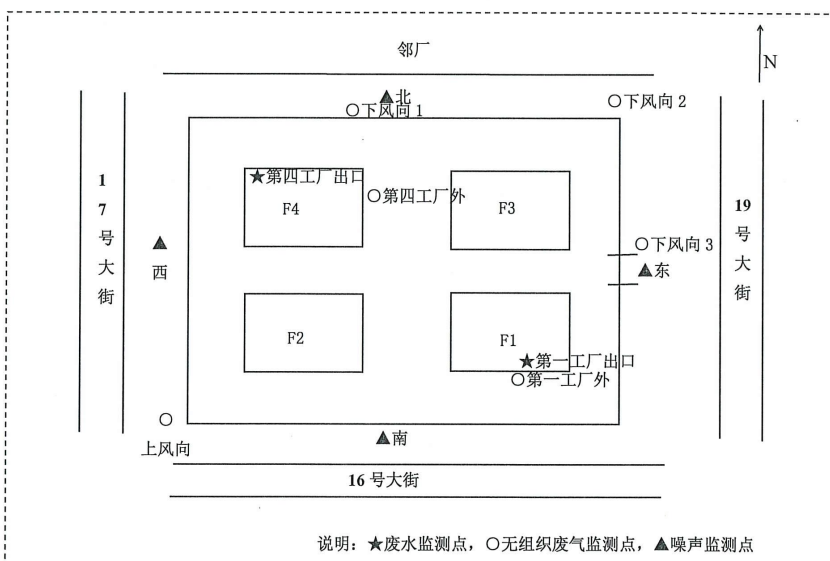 邻厂
N
▲北
○下风向 1
○下风向 2
17号大街
★第四工厂出口
○第四工厂外
F4
F3
19号大街
○下风向 3
▲东
▲
西
F2
F1
★第一工厂出口
○第一工厂外
○
上风向
▲南
16 号大街
说明：★废水监测点，○无组织废气监测点，▲噪声监测点